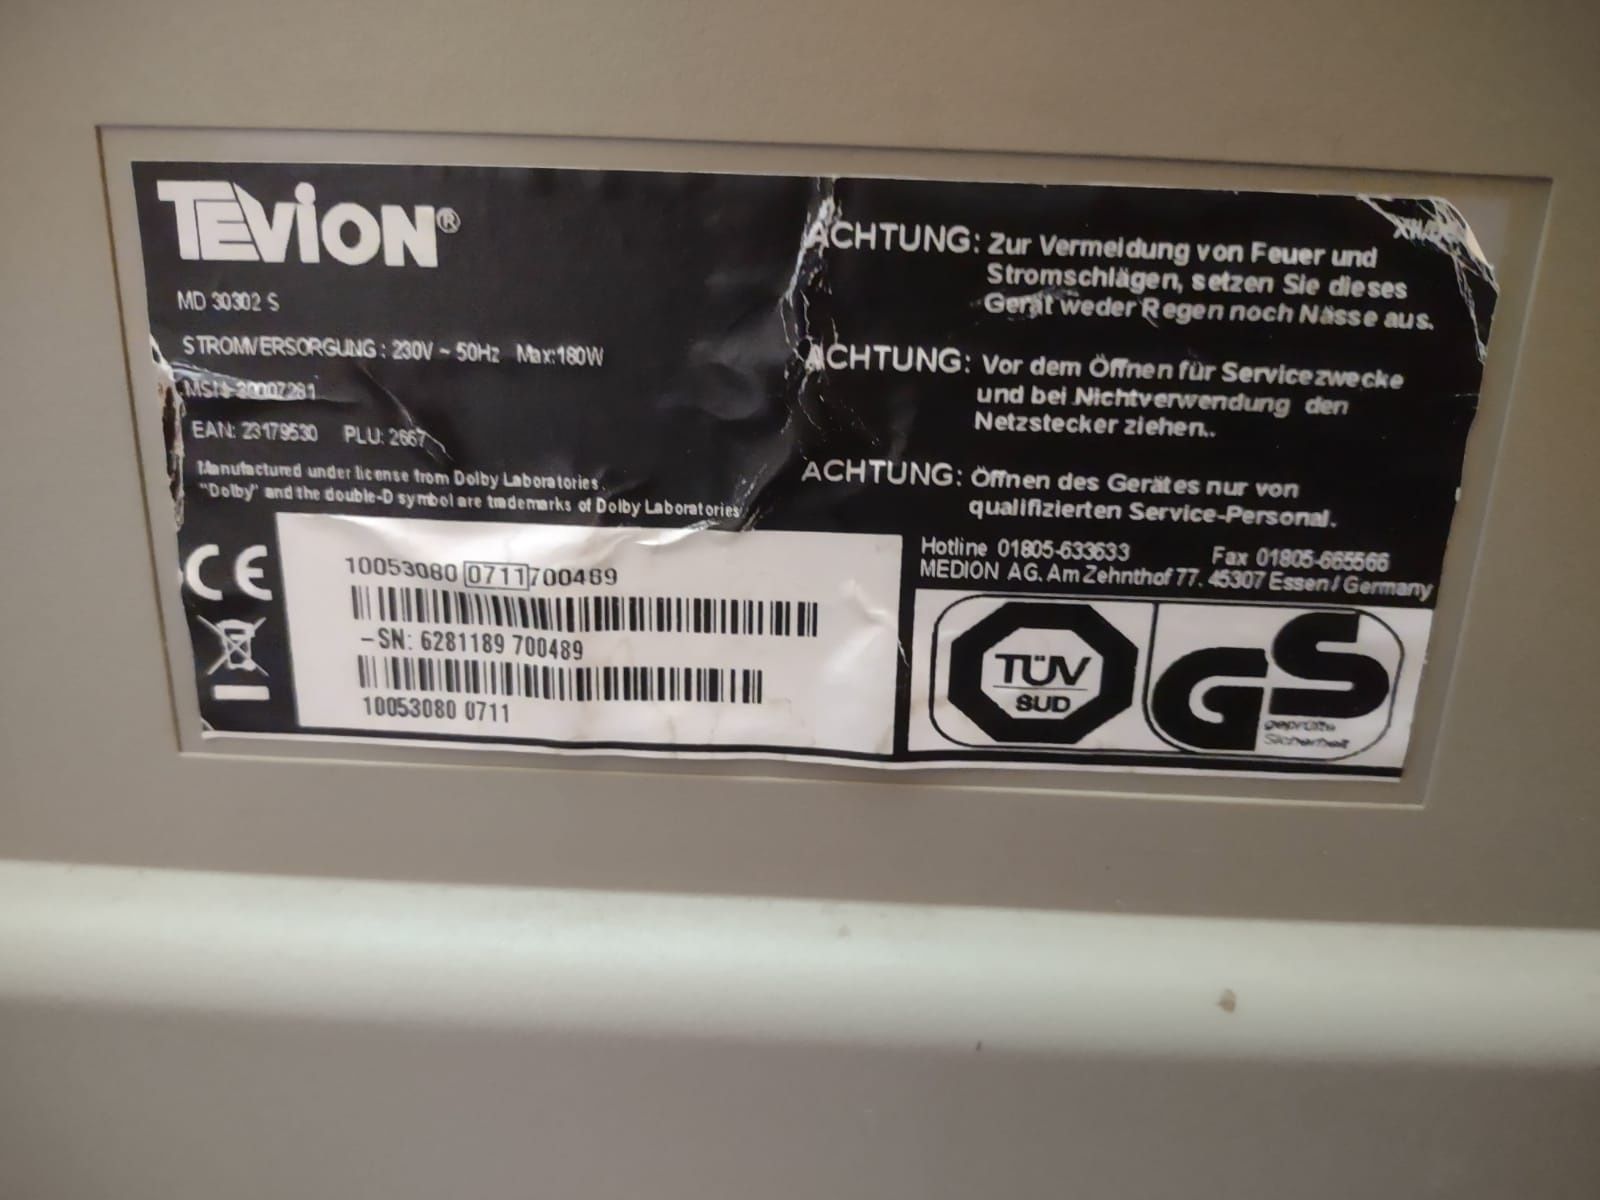 TEViON®
MD 30302 S
STROMVERSORGUNG : 230V ~ 50Hz Max:180W
30007281
EAN: 23179530 PLU: 2667
Manufactured under license from Dolby Laboratories.
"Dolby" and the double-D symbol are trademarks of Dolby Laboratories
CE
10053080 0711 700489
-SN: 6281189 700489
10053080 0711
ACHTUNG: Zur Vermeidung von Feuer und
Stromschlägen, setzen Sie dieses
Gerät weder Regen noch Nässe aus.
ACHTUNG: Vor dem Öffnen für Servicezwecke
und bei Nichtverwendung den
Netzstecker ziehen..
ACHTUNG: Öffnen des Gerätes nur von
qualifizierten Service-Personal.
Hotline 01805-633633 Fax 01805-665566
MEDION AG. Am Zehnthof 77. 45307 Essen / Germany
TÜV
SUD
GS
geprüfte
Sicherheit